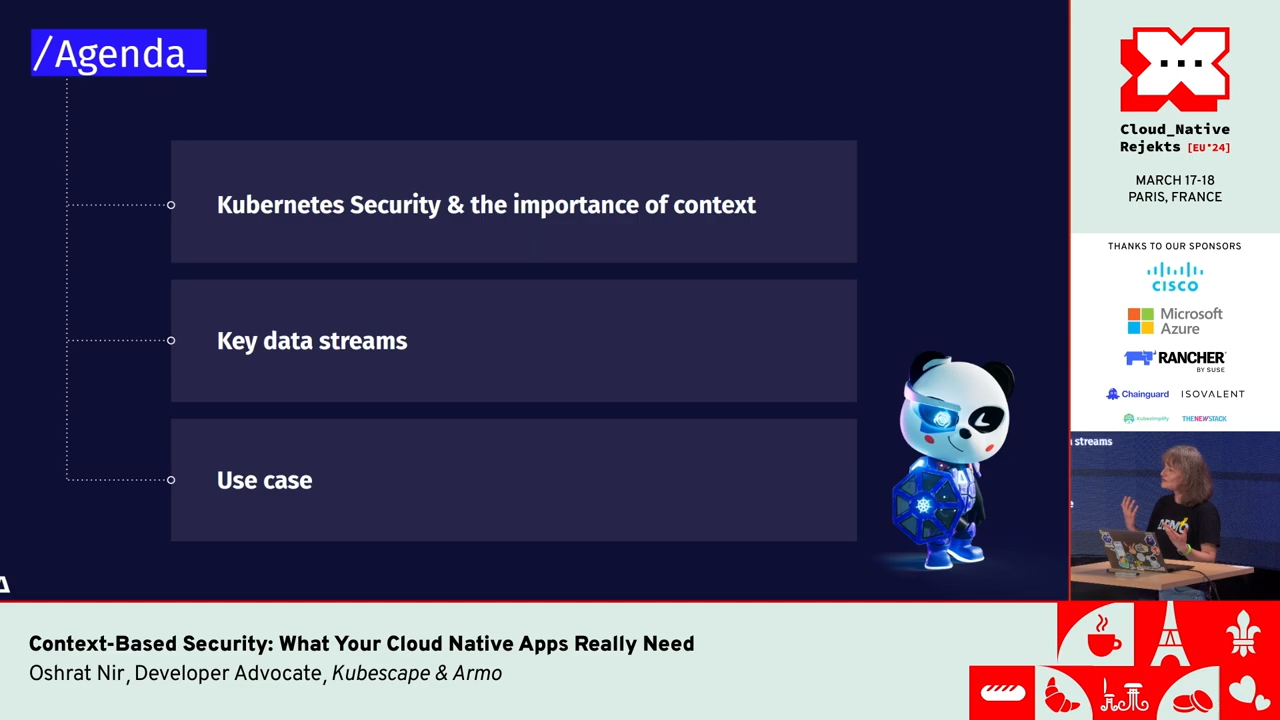 /Agenda_
Kubernetes Security & the importance of context
Key data streams
Use case
Cloud_Native
Rejekts [EU*24]
MARCH 17-18
PARIS, FRANCE
THANKS TO OUR SPONSORS
CISCO
Microsoft
Azure
RANCHER
BY SUSE
Chainguard
ISOVALENT
Kubesimplify
THENEWSTACK
streams
ARMO
Context-Based Security: What Your Cloud Native Apps Really Need
Oshrat Nir, Developer Advocate, Kubescape & Armo